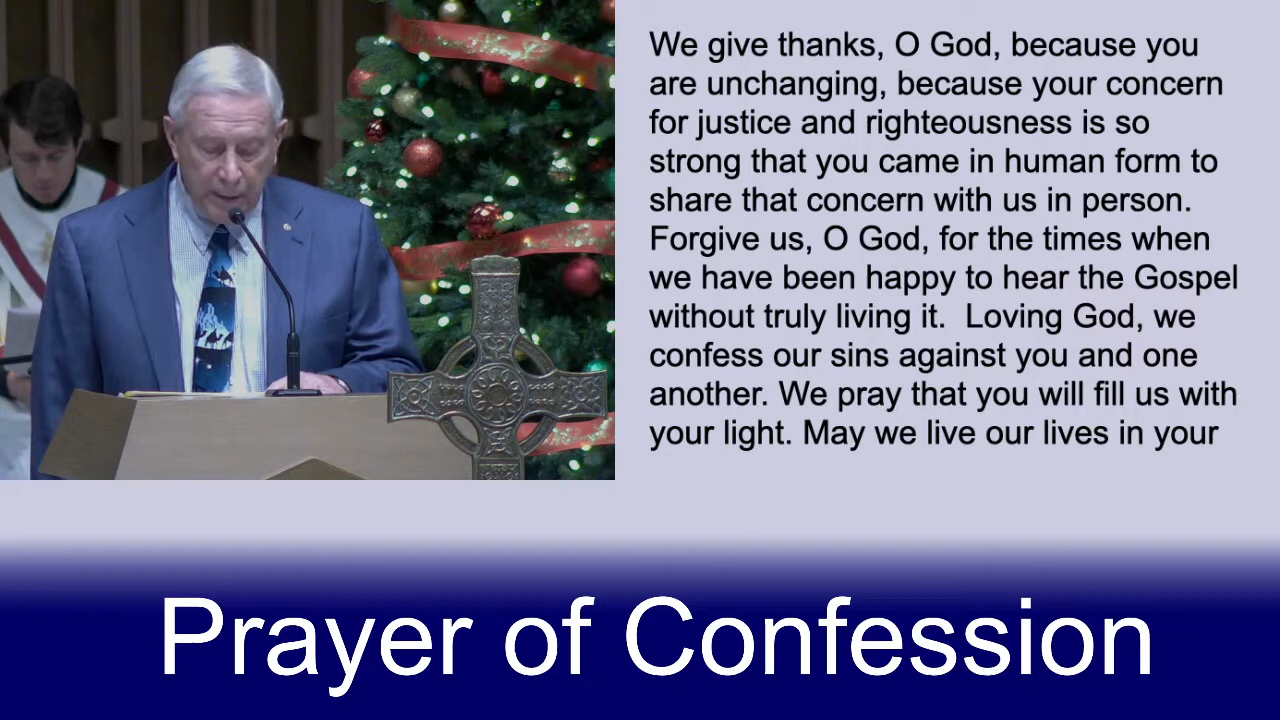 We give thanks, O God, because you
are unchanging, because your concern
for justice and righteousness is so
strong that you came in human form to
share that concern with us in person.
Forgive us, O God, for the times when
we have been happy to hear the Gospel
without truly living it.  Loving God, we
confess our sins against you and one
another. We pray that you will fill us with
your light. May we live our lives in your
Prayer of Confession